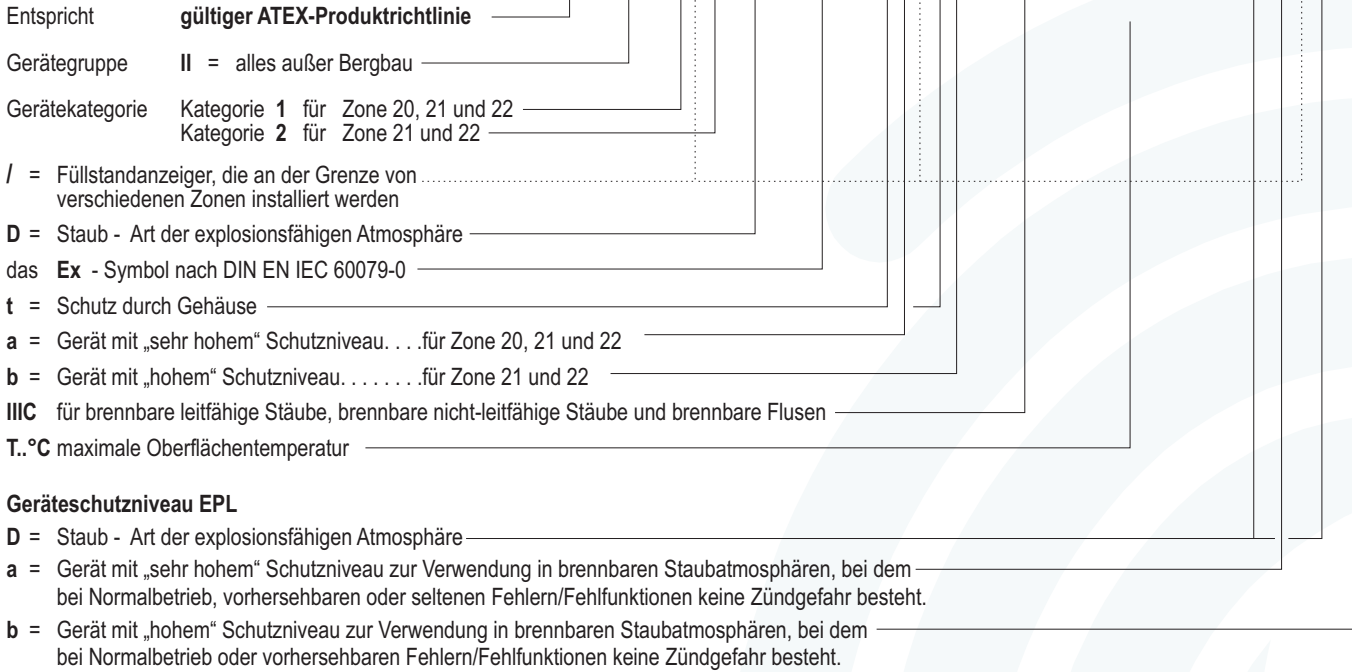 Entspricht gültiger ATEX-Produktrichtlinie
Gerätegruppe II = alles außer Bergbau
Gerätekategorie Kategorie 1 für Zone 20, 21 und 22
Kategorie 2 für Zone 21 und 22
/ = Füllstandanzeiger, die an der Grenze von
verschiedenen Zonen installiert werden
D = Staub - Art der explosionsfähigen Atmosphäre
das Ex - Symbol nach DIN EN IEC 60079-0
t = Schutz durch Gehäuse
a = Gerät mit „sehr hohem“ Schutzniveau. . . .für Zone 20, 21 und 22
b = Gerät mit „hohem“ Schutzniveau. . . . . . . .für Zone 21 und 22
IIIC für brennbare leitfähige Stäube, brennbare nicht-leitfähige Stäube und brennbare Flusen
T..°C maximale Oberflächentemperatur
Geräteschutzniveau EPL
D = Staub - Art der explosionsfähigen Atmosphäre
a = Gerät mit „sehr hohem“ Schutzniveau zur Verwendung in brennbaren Staubatmosphären, bei dem
bei Normalbetrieb, vorhersehbaren oder seltenen Fehlern/Fehlfunktionen keine Zündgefahr besteht.
b = Gerät mit „hohem“ Schutzniveau zur Verwendung in brennbaren Staubatmosphären, bei dem
bei Normalbetrieb oder vorhersehbaren Fehlern/Fehlfunktionen keine Zündgefahr besteht.